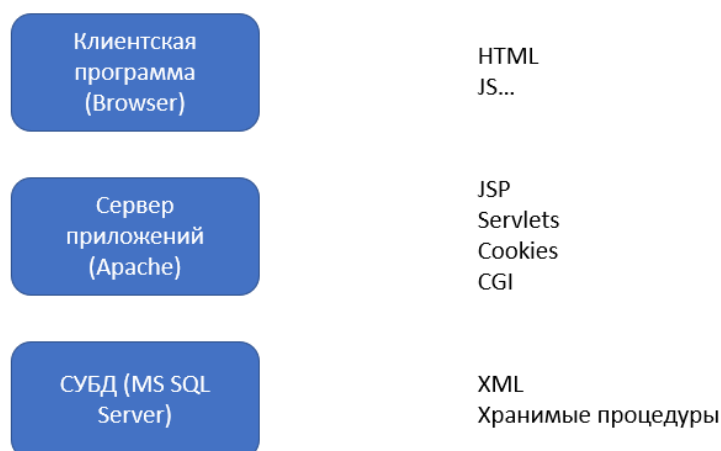 Клиентская
программа
(Browser)
HTML
JS...
Сервер
приложений
(Apache)
JSP
Servlets
Cookies
CGI
СУБД (MS SQL
Server)
XML
Хранимые процедуры